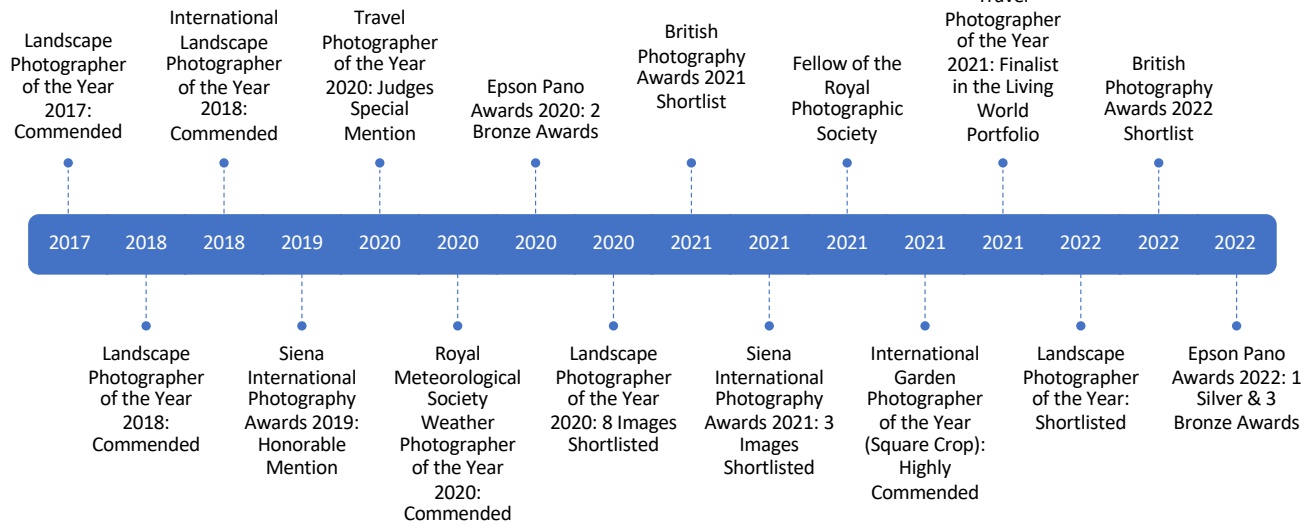 Landscape
Photographer
of the Year
2017:
Commended
International
Landscape
Photographer
of the Year
2018:
Commended
Travel
Photographer
of the Year
2020: Judges
Special
Mention
Epson Pano
Awards 2020: 2
Bronze Awards
British
Photography
Awards 2021
Shortlist
Fellow of the
Royal
Photographic
Society
Travel
Photographer
of the Year
2021: Finalist
in the Living
World
Portfolio
British
Photography
Awards 2022
Shortlist
2017 2018 2018 2019 2020 2020 2020 2020 2021 2021 2021 2021 2021 2022 2022 2022
Landscape
Photographer
of the Year
2018:
Commended
Siena
International
Photography
Awards 2019:
Honorable
Mention
Royal
Meteorological
Society
Weather
Photographer
of the Year
2020:
Commended
Landscape
Photographer
of the Year
2020: 8 Images
Shortlisted
Siena
International
Photography
Awards 2021: 3
Images
Shortlisted
International
Garden
Photographer
of the Year
(Square Crop):
Highly
Commended
Landscape
Photographer
of the Year:
Shortlisted
Epson Pano
Awards 2022: 1
Silver & 3
Bronze Awards